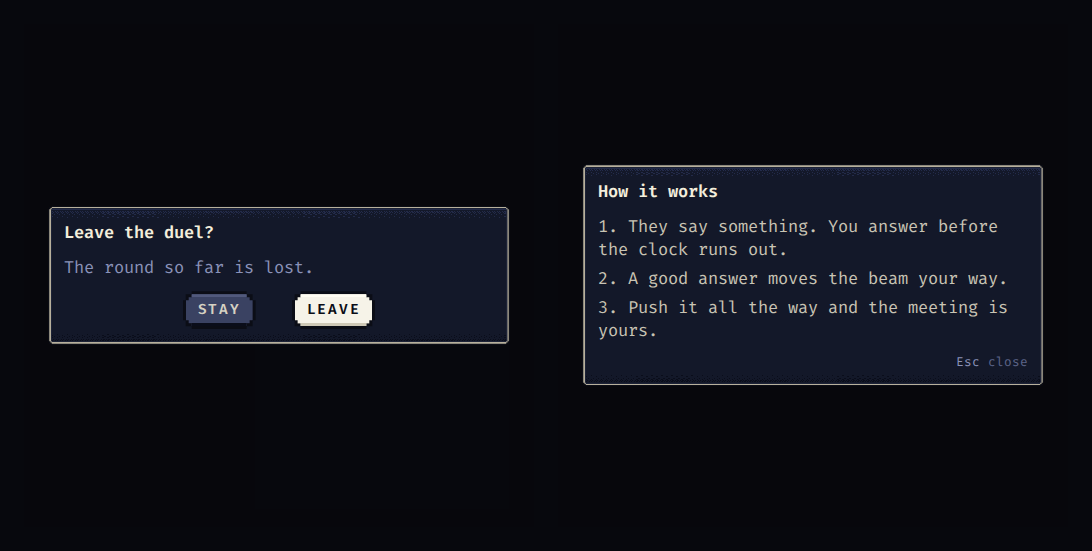 Leave the duel?
The round so far is lost.
STAY LEAVE
How it works
1. They say something. You answer before
the clock runs out.
2. A good answer moves the beam your way.
3. Push it all the way and the meeting is
yours.
Esc close